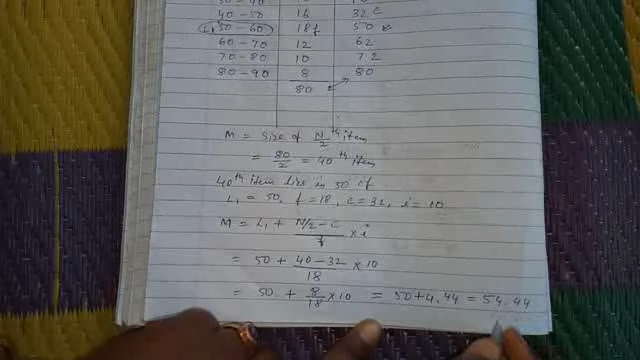 40-50 16 32 c
L₁ 50-60 18 f 50
60-70 12 62
70-80 10 72
80-90 8 80
80
M = Size of N/2 th item
= 80/2 = 40th item
40th item lies in 50 cf
L₁ = 50, f = 18, c = 32, i = 10
M = L₁ + N/2 - c / f × i
= 50 + 40 - 32 / 18 × 10
= 50 + 8/18 × 10 = 50 + 4.44 = 54.44